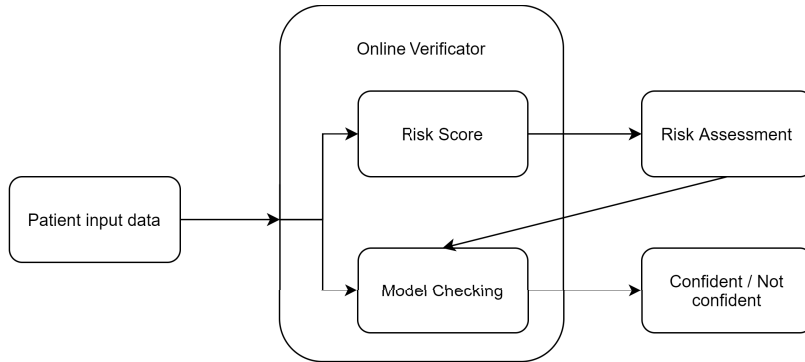 Online Verificator
Risk Score
Risk Assessment
Patient input data
Model Checking
Confident / Not
confident